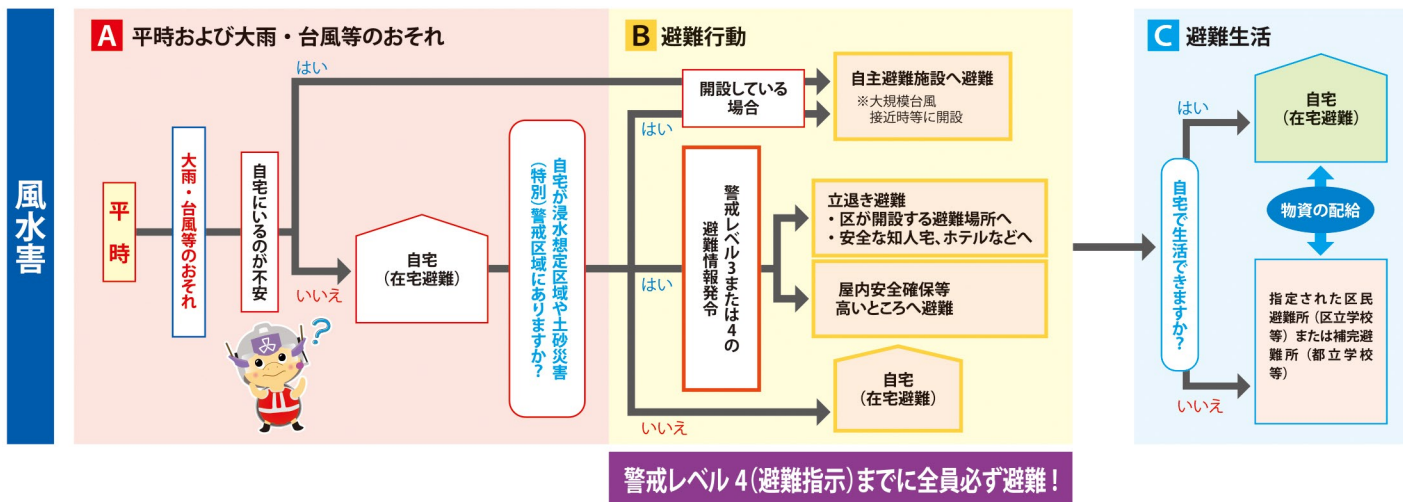 風水害
A 平時および大雨・台風等のおそれ
平時
大雨・台風等のおそれ
自宅にいるのが不安
はい
いいえ
自宅
(在宅避難)
自宅が浸水想定区域や土砂災害
(特別)警戒区域にありますか?
?
B 避難行動
はい
開設している
場合
自主避難施設へ避難
※大規模台風
接近時等に開設
はい
警戒レベル3または4の
避難情報発令
立退き避難
・区が開設する避難場所へ
・安全な知人宅、ホテルなどへ
屋内安全確保等
高いところへ避難
いいえ
自宅
(在宅避難)
警戒レベル4(避難指示)までに全員必ず避難!
C 避難生活
自宅で生活できますか?
はい
自宅
(在宅避難)
物資の配給
いいえ
指定された区民
避難所(区立学校
等)または補完避
難所(都立学校
等)